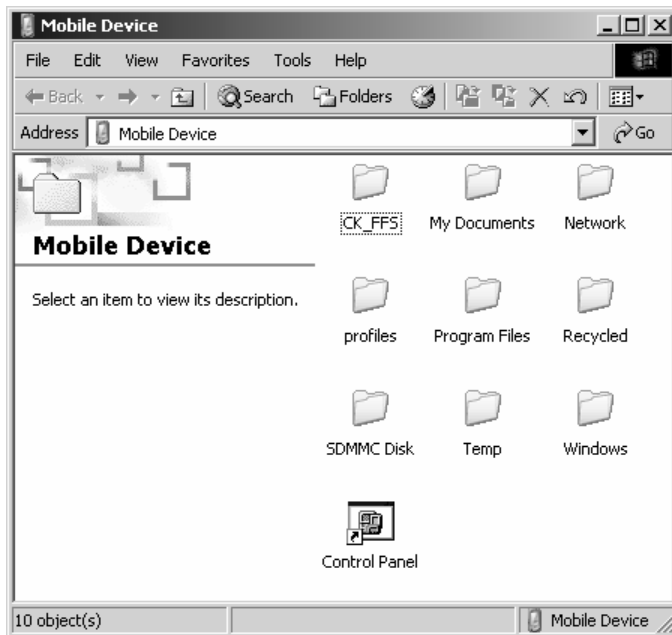 Mobile Device
File Edit View Favorites Tools Help
Back Search Folders
Address Mobile Device Go
Mobile Device
Select an item to view its description.
CK_FFS My Documents Network
profiles Program Files Recycled
SDMMC Disk Temp Windows
Control Panel
10 object(s) Mobile Device